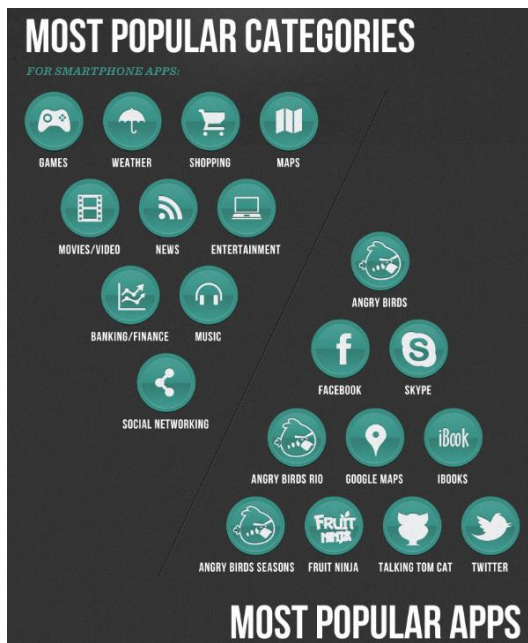 MOST POPULAR CATEGORIES
FOR SMARTPHONE APPS:
GAMES
WEATHER
SHOPPING
MAPS
MOVIES/VIDEO
NEWS
ENTERTAINMENT
BANKING/FINANCE
MUSIC
SOCIAL NETWORKING
ANGRY BIRDS
f
FACEBOOK
S
SKYPE
ANGRY BIRDS RIO
GOOGLE MAPS
iBook
IBOOKS
ANGRY BIRDS SEASONS
FRUIT
NINJA
FRUIT NINJA
TALKING TOM CAT
TWITTER
MOST POPULAR APPS